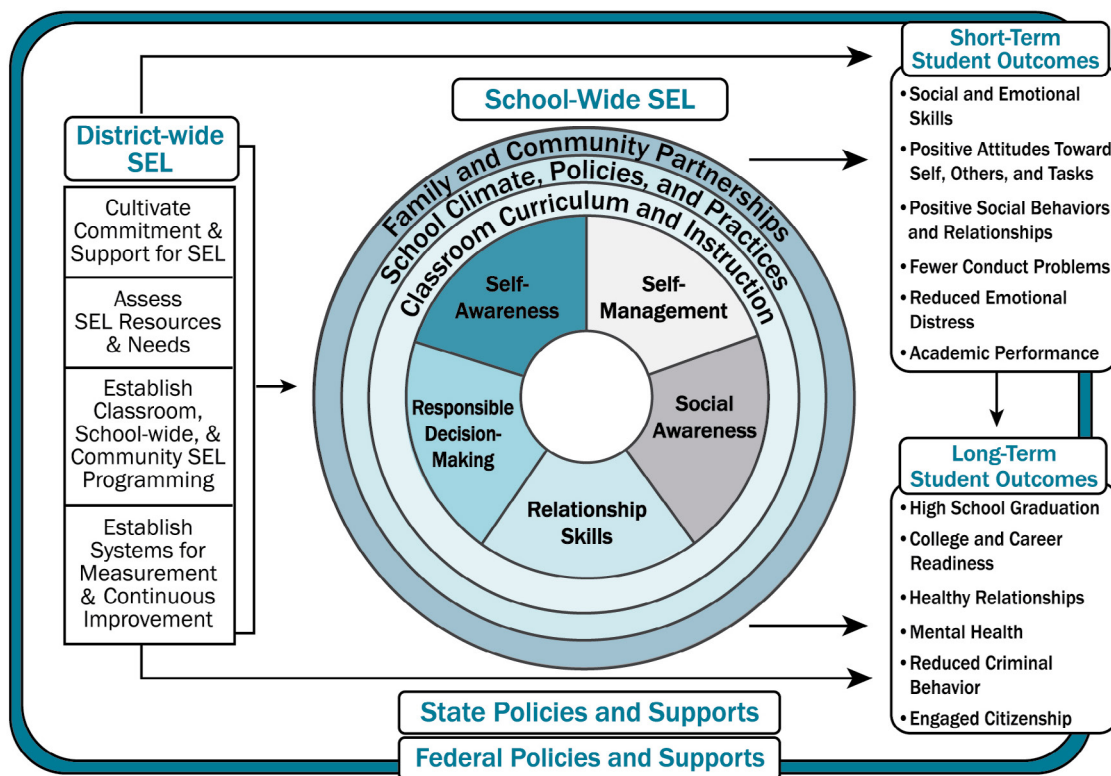 District-wide
SEL
Cultivate
Commitment &
Support for SEL
Assess
SEL Resources
& Needs
Establish
Classroom,
School-wide, &
Community SEL
Programming
Establish
Systems for
Measurement
& Continuous
Improvement
School-Wide SEL
Family and Community Partnerships
School Climate, Policies, and Practices
Classroom Curriculum and Instruction
Self-
Awareness
Self-
Management
Social
Awareness
Relationship
Skills
Responsible
Decision-
Making
Short-Term
Student Outcomes
• Social and Emotional
Skills
• Positive Attitudes Toward
Self, Others, and Tasks
• Positive Social Behaviors
and Relationships
• Fewer Conduct Problems
• Reduced Emotional
Distress
• Academic Performance
Long-Term
Student Outcomes
• High School Graduation
• College and Career
Readiness
• Healthy Relationships
• Mental Health
• Reduced Criminal
Behavior
• Engaged Citizenship
State Policies and Supports
Federal Policies and Supports